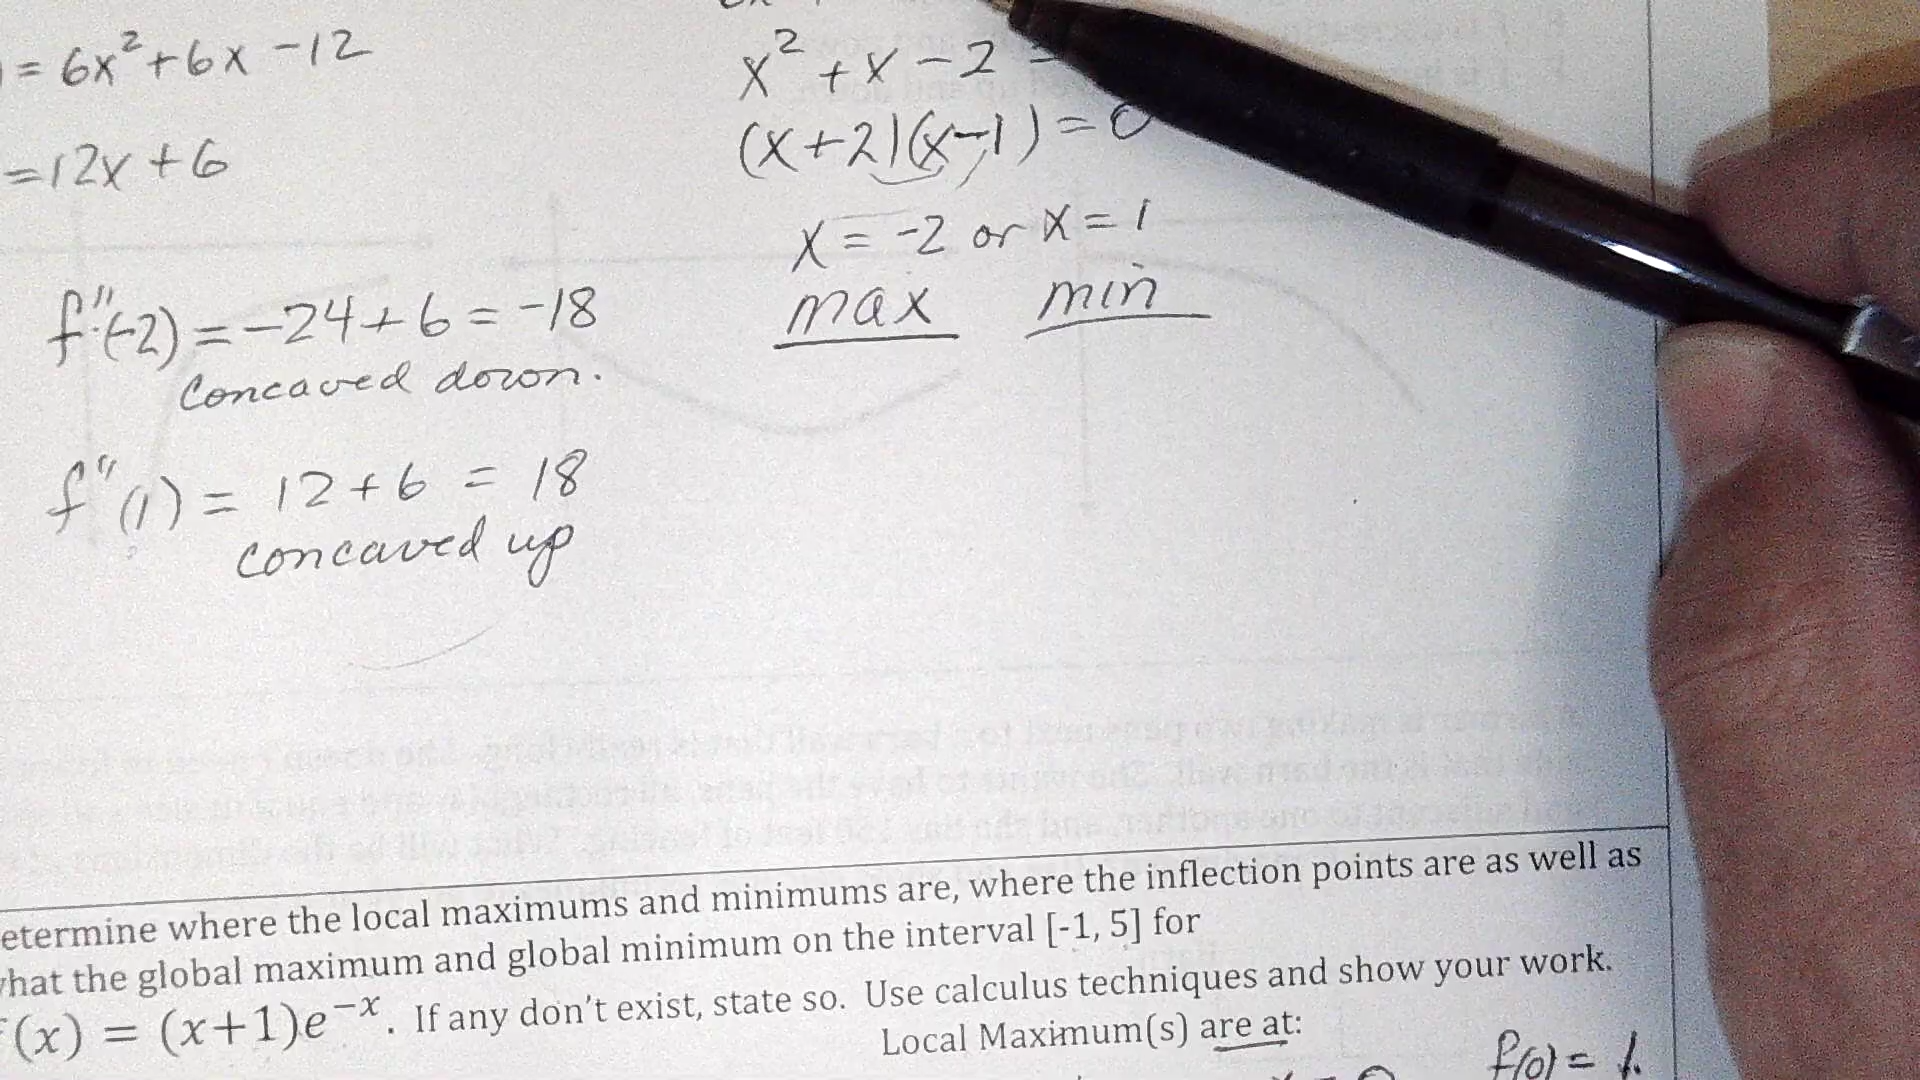 = 6x² + 6x - 12
= 12x + 6
f''(-2) = -24 + 6 = -18
concaved down.
f''(1) = 12 + 6 = 18
concaved up
x² + x - 2 =
(x+2)(x-1) = 0
x = -2 or x = 1
max min
etermine where the local maximums and minimums are, where the inflection points are as well as
hat the global maximum and global minimum on the interval [-1, 5] for
(x) = (x+1)e⁻ˣ. If any don't exist, state so. Use calculus techniques and show your work.
Local Maximum(s) are at:
f(0) = 1.